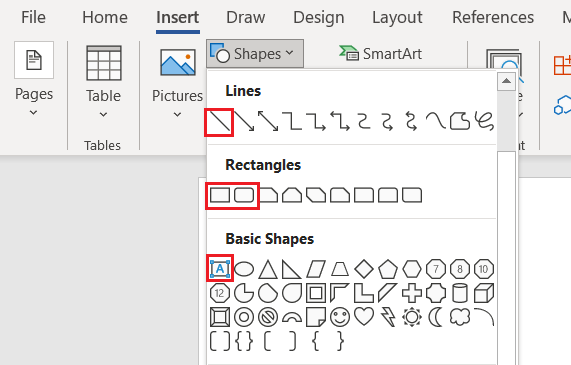 File Home Insert Draw Design Layout References
Shapes SmartArt
Pages Table Pictures
Tables
Lines
Rectangles
Basic Shapes
A 7 8 10
12